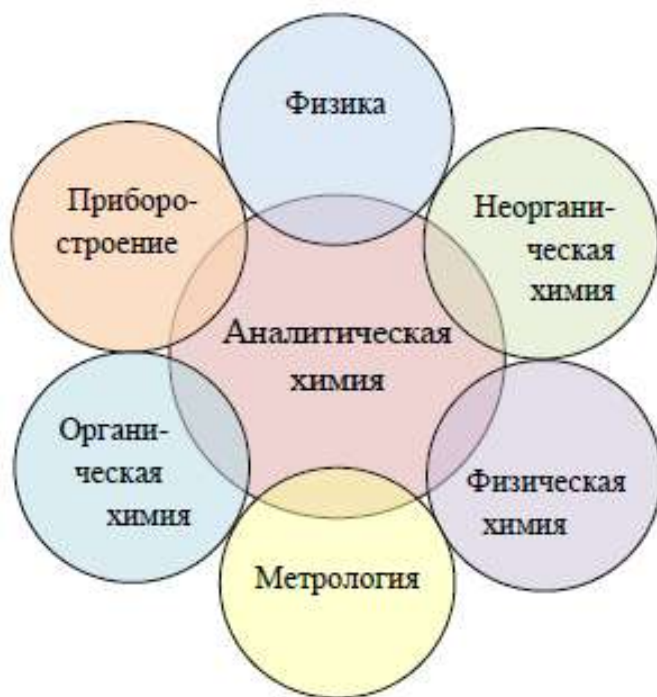 Физика
Приборо-
строение
Неоргани-
ческая
химия
Аналитическая
химия
Органи-
ческая
химия
Физическая
химия
Метрология